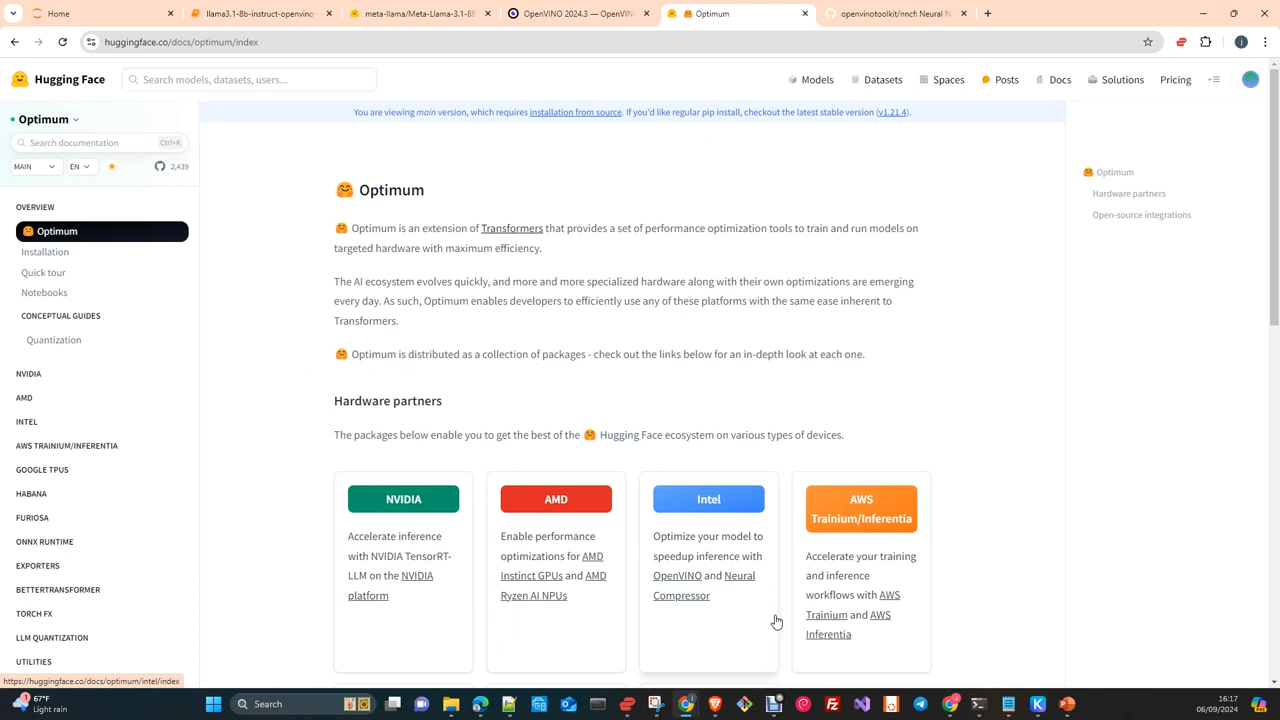 Home
llama3.1-8b-instruct-openvino-
meta-llama/Meta-Llama-3.1-8B
OpenVINO 2024.3 — OpenVIN
Optimum
openvinotoolkit/nncf: Neural N
huggingface.co/docs/optimum/index
Hugging Face
Search models, datasets, users...
Models
Datasets
Spaces
Posts
Docs
Solutions
Pricing
You are viewing main version, which requires installation from source. If you'd like regular pip install, checkout the latest stable version (v1.21.4).
Optimum
Search documentation
Ctrl+K
MAIN
EN
2,439
OVERVIEW
Optimum
Installation
Quick tour
Notebooks
CONCEPTUAL GUIDES
Quantization
NVIDIA
AMD
INTEL
AWS TRAINIUM/INFERENTIA
GOOGLE TPUS
HABANA
FURIOSA
ONNX RUNTIME
EXPORTERS
BETTERTRANSFORMER
TORCH FX
LLM QUANTIZATION
UTILITIES
https://huggingface.co/docs/optimum/intel/index
Optimum
Optimum is an extension of Transformers that provides a set of performance optimization tools to train and run models on
targeted hardware with maximum efficiency.
The AI ecosystem evolves quickly, and more and more specialized hardware along with their own optimizations are emerging
every day. As such, Optimum enables developers to efficiently use any of these platforms with the same ease inherent to
Transformers.
Optimum is distributed as a collection of packages - check out the links below for an in-depth look at each one.
Hardware partners
The packages below enable you to get the best of the Hugging Face ecosystem on various types of devices.
NVIDIA
Accelerate inference
with NVIDIA TensorRT-
LLM on the NVIDIA
platform
AMD
Enable performance
optimizations for AMD
Instinct GPUs and AMD
Ryzen AI NPUs
Intel
Optimize your model to
speedup inference with
OpenVINO and Neural
Compressor
AWS
Trainium/Inferentia
Accelerate your training
and inference
workflows with AWS
Trainium and AWS
Inferentia
Optimum
Hardware partners
Open-source integrations
67°F
Light rain
Search
16:17
06/09/2024